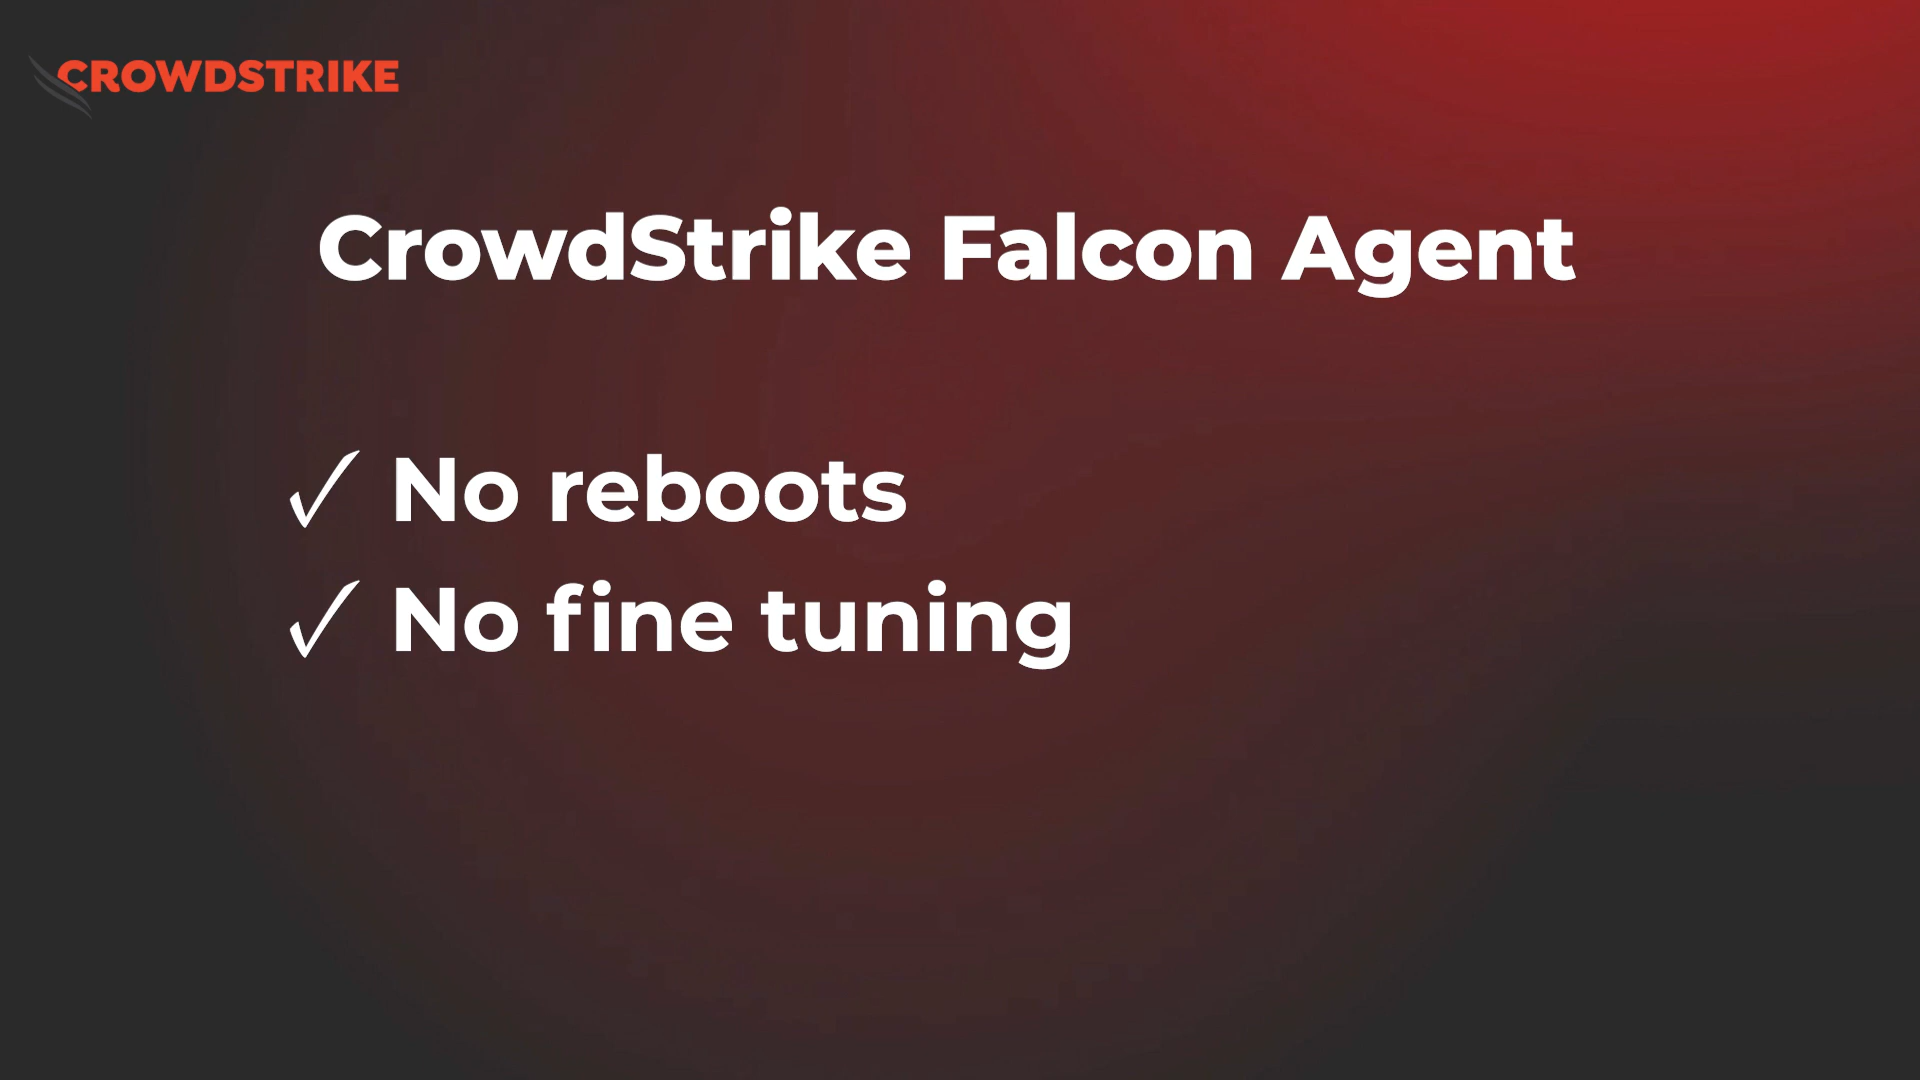 CROWDSTRIKE
CrowdStrike Falcon Agent
✓ No reboots
✓ No fine tuning